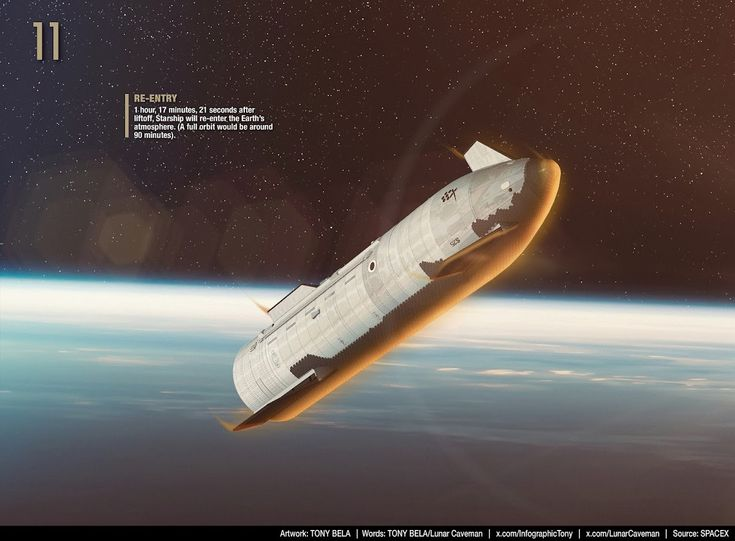 11
RE-ENTRY
1 hour, 17 minutes, 21 seconds after
liftoff, Starship will re-enter the Earth's
atmosphere. (A full orbit would be around
90 minutes).
Artwork: TONY BELA | Words: TONY BELA/Lunar Caveman | x.com/InfographicTony | x.com/LunarCaveman | Source: SPACEX